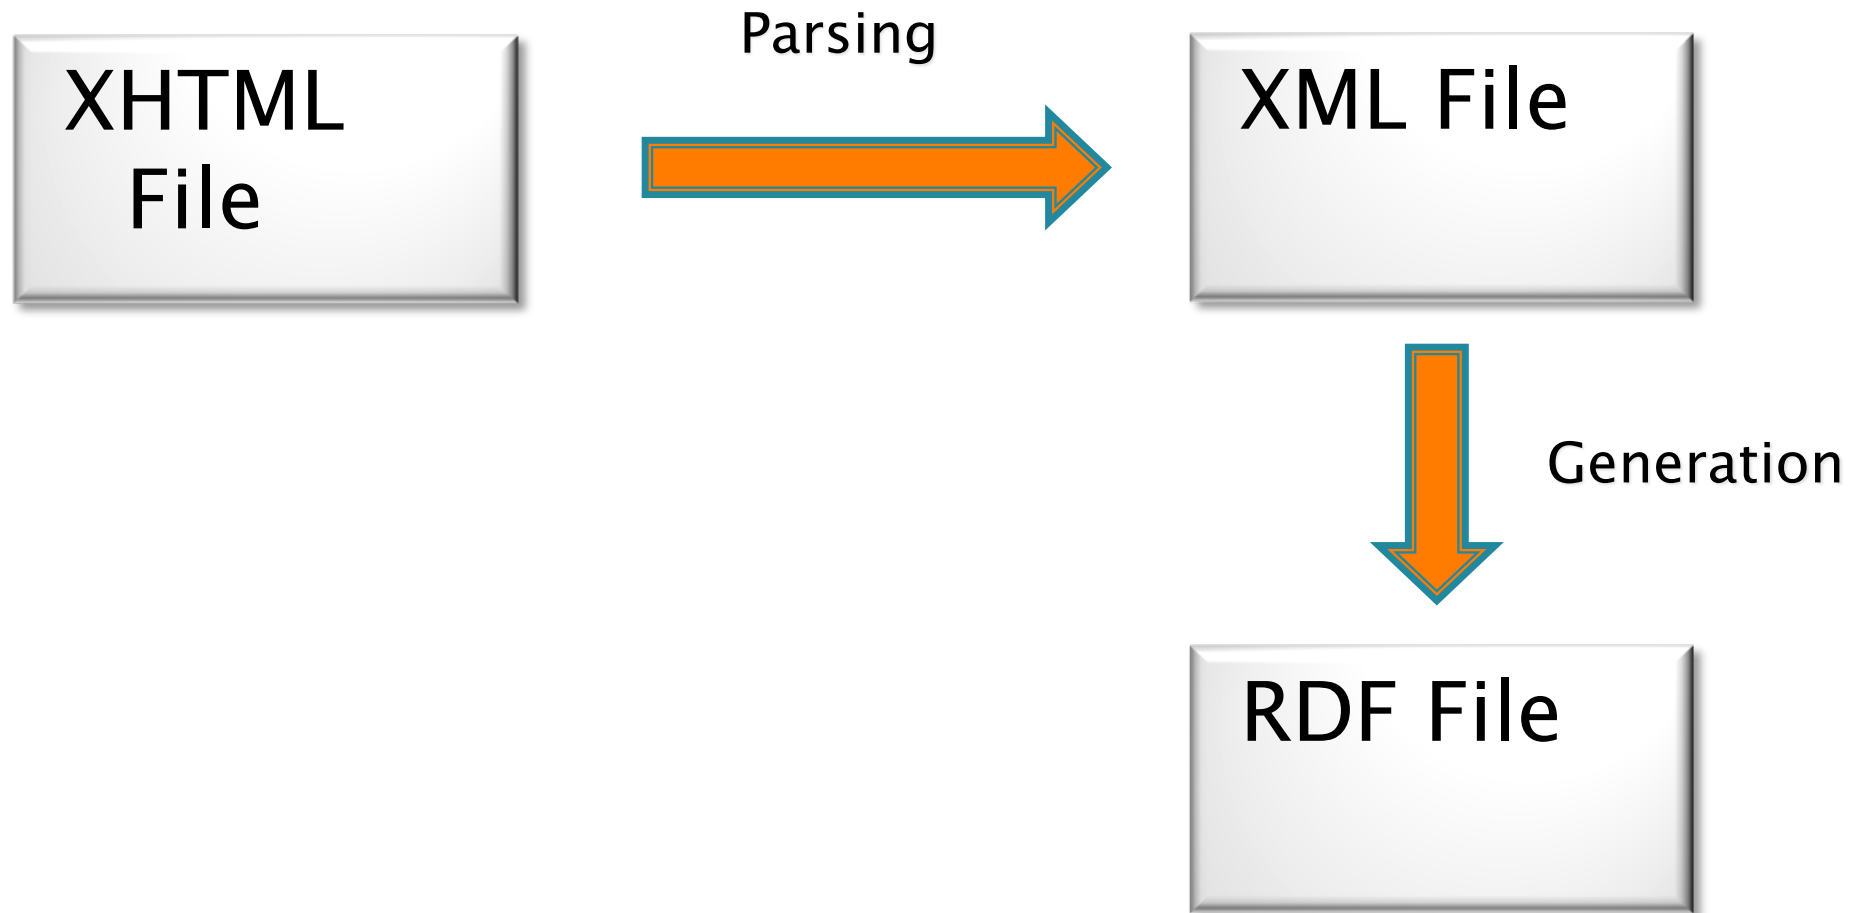 XHTML
File
Parsing
XML File
Generation
RDF File